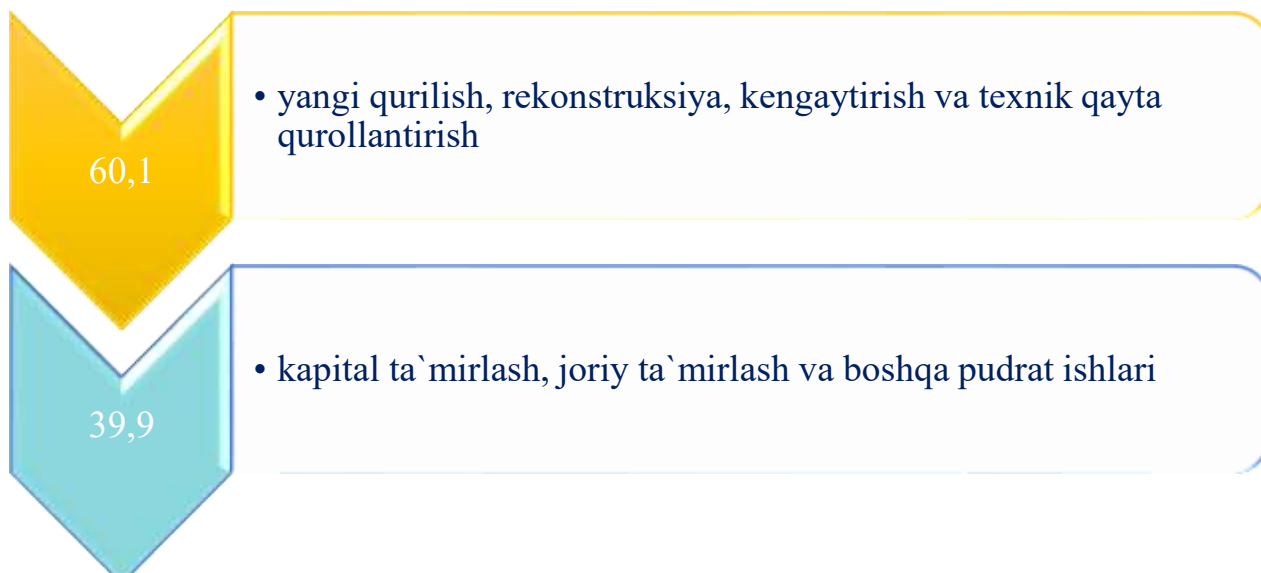 60,1
• yangi qurilish, rekonstruksiya, kengaytirish va texnik qayta
qurollantirish
39,9
• kapital ta`mirlash, joriy ta`mirlash va boshqa pudrat ishlari